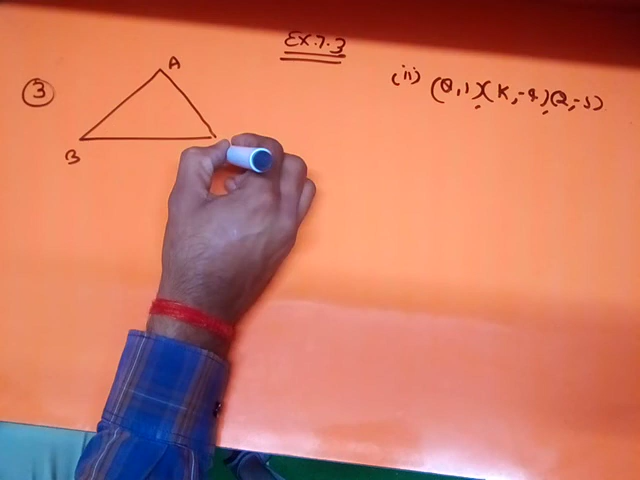 Ex.7.3
(ii) (8,1)(K,-4)(2,-5)
3
A
B